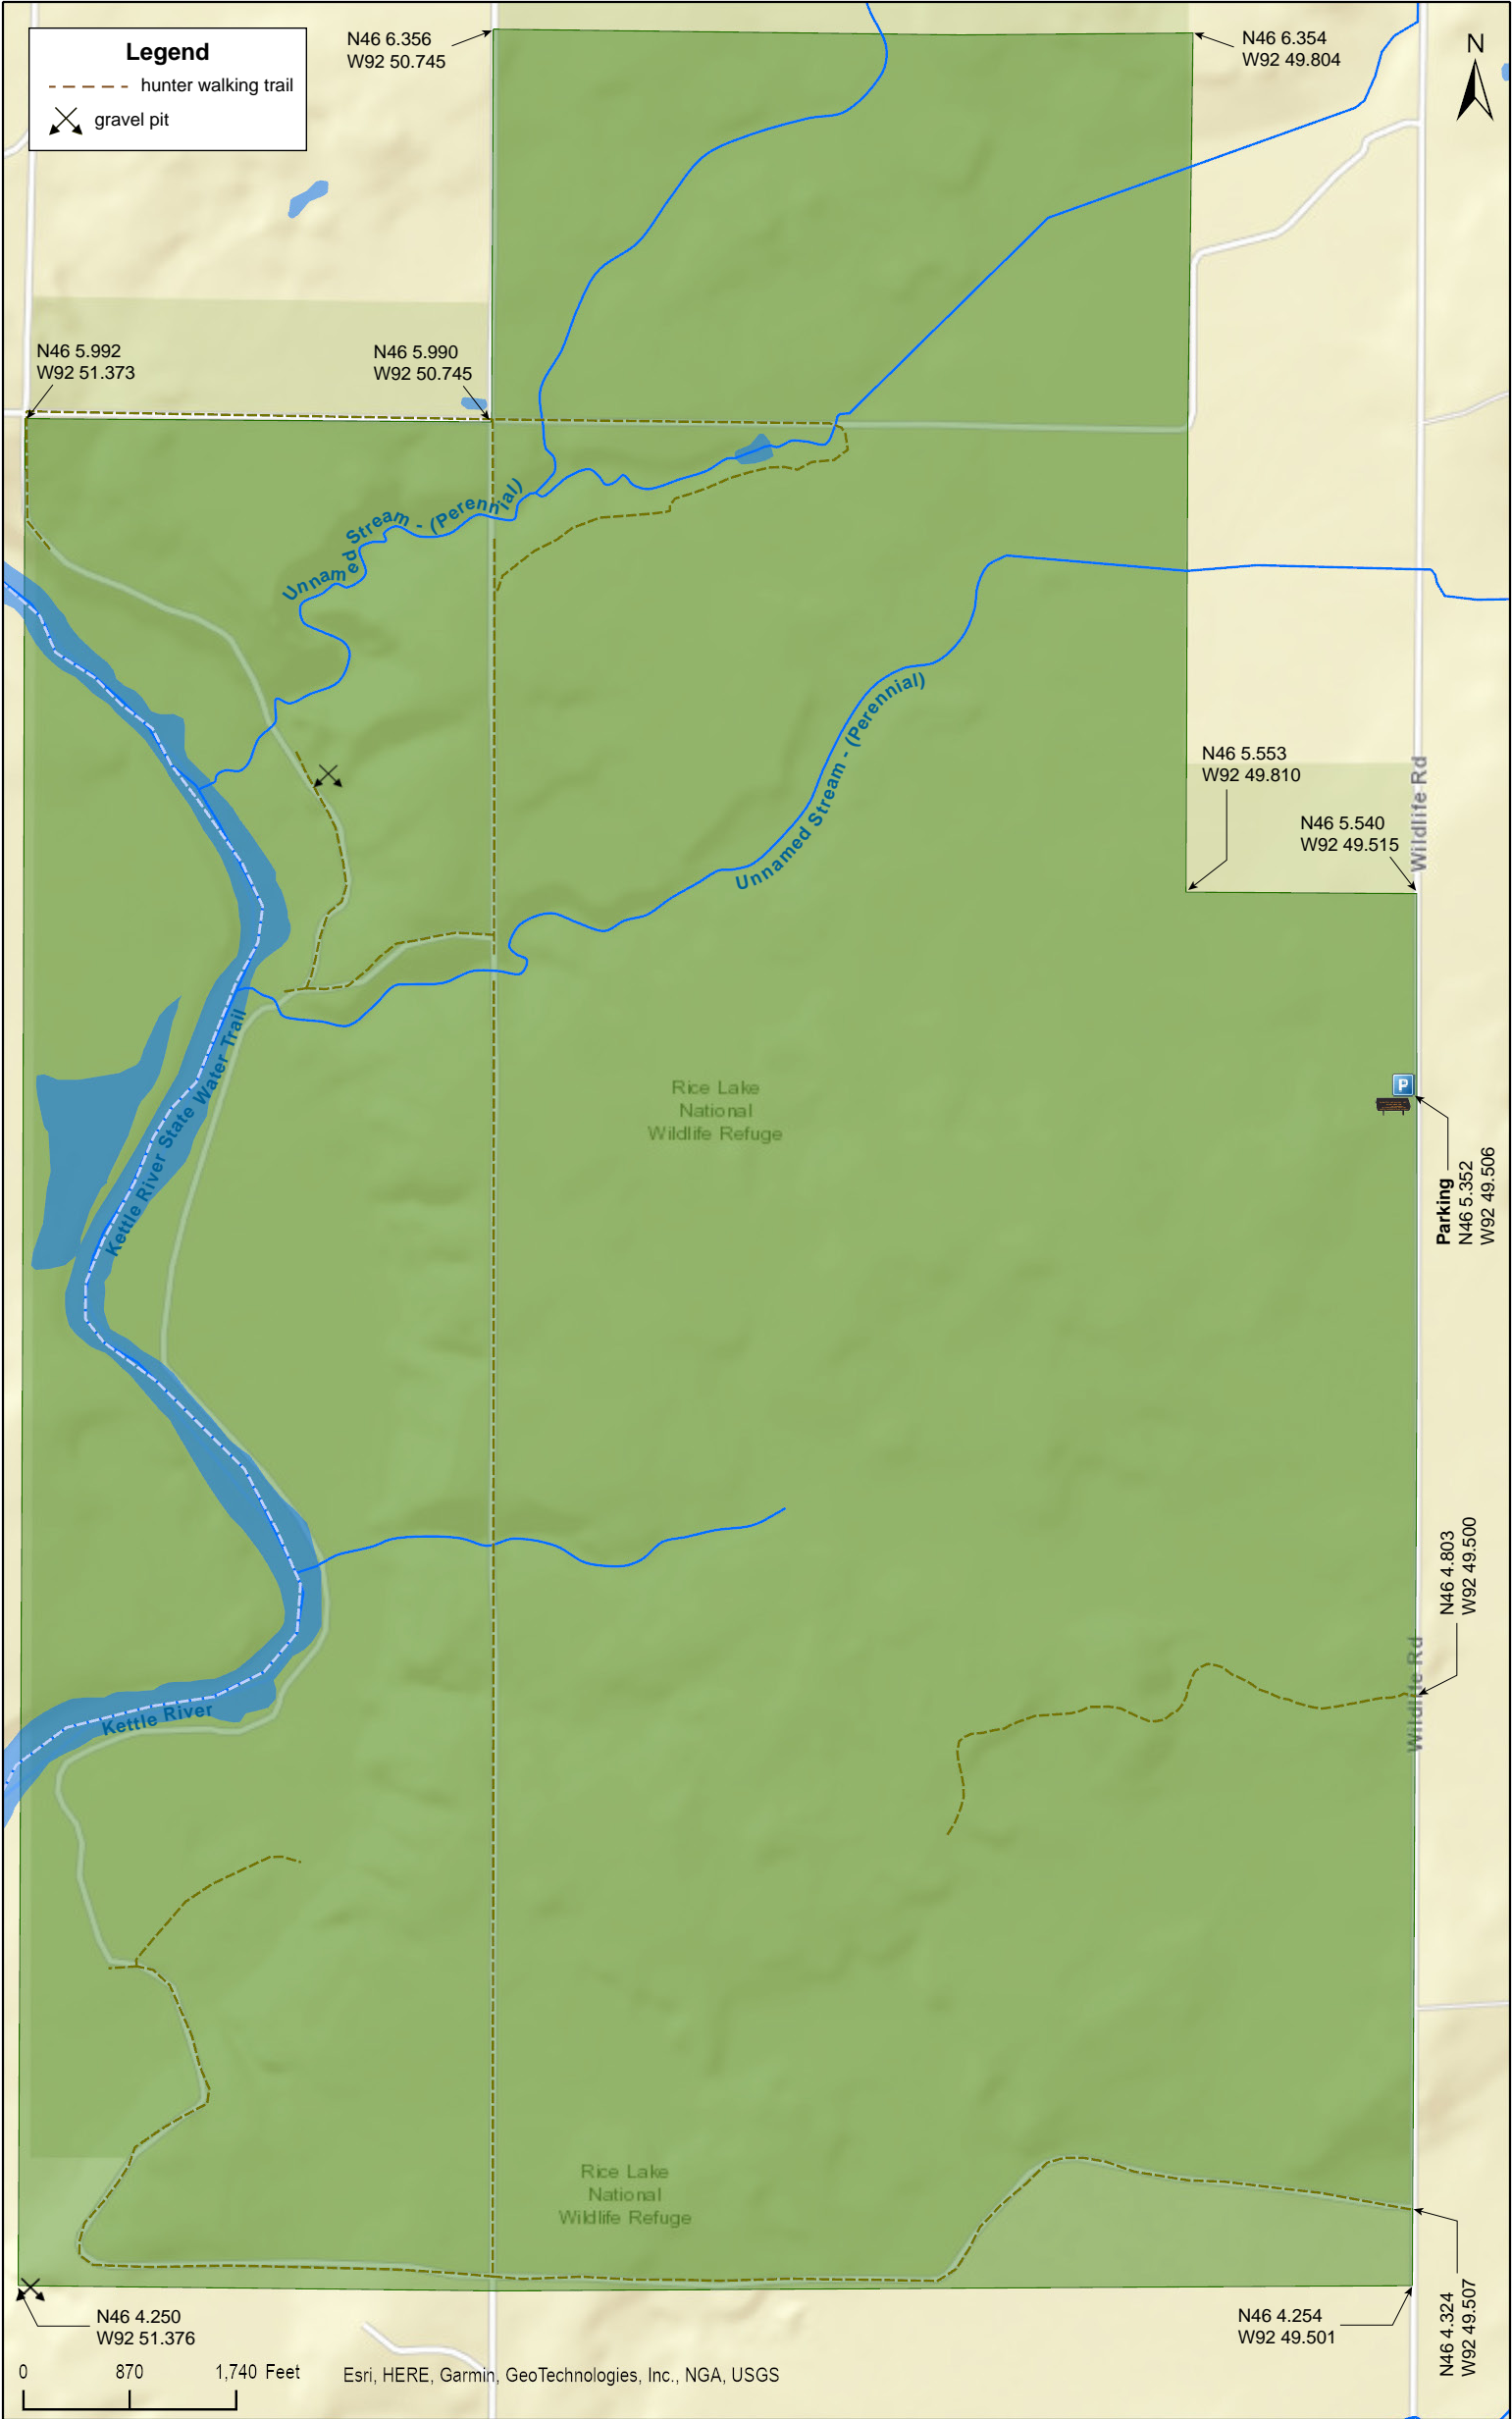 Legend
hunter walking trail
gravel pit
N46 6.356
W92 50.745
N46 6.354
W92 49.804
N
N46 5.992
W92 51.373
N46 5.990
W92 50.745
Unnamed Stream - (Perennial)
Unnamed Stream - (Perennial)
N46 5.553
W92 49.810
N46 5.540
W92 49.515
Wildlife Rd
Kettle River State Water Trail
Rice Lake
National
Wildlife Refuge
P
Parking
N46 5.352
W92 49.506
N46 4.803
W92 49.500
Wildlife Rd
Kettle River
Rice Lake
National
Wildlife Refuge
N46 4.324
W92 49.507
N46 4.250
W92 51.376
N46 4.254
W92 49.501
0 870 1,740 Feet
Esri, HERE, Garmin, GeoTechnologies, Inc., NGA, USGS